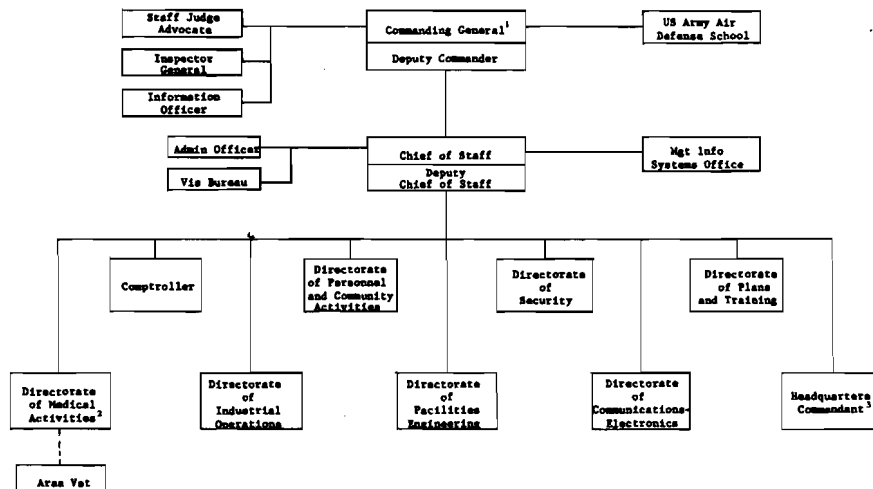 Staff Judge
Advocate
Inspector
General
Information
Officer
Commanding General¹
Deputy Commander
US Army Air
Defense School
Admin Officer
Vis Bureau
Chief of Staff
Deputy
Chief of Staff
Mgt Info
Systems Office
Comptroller
Directorate
of Personnel
and Community
Activities
Directorate
of
Security
Directorate
of Plans
and Training
Directorate
of Medical
Activities²
Directorate
of
Industrial
Operations
Directorate
of
Facilities
Engineering
Directorate
of
Communications-
Electronics
Headquarters
Commandant³
Area Vet